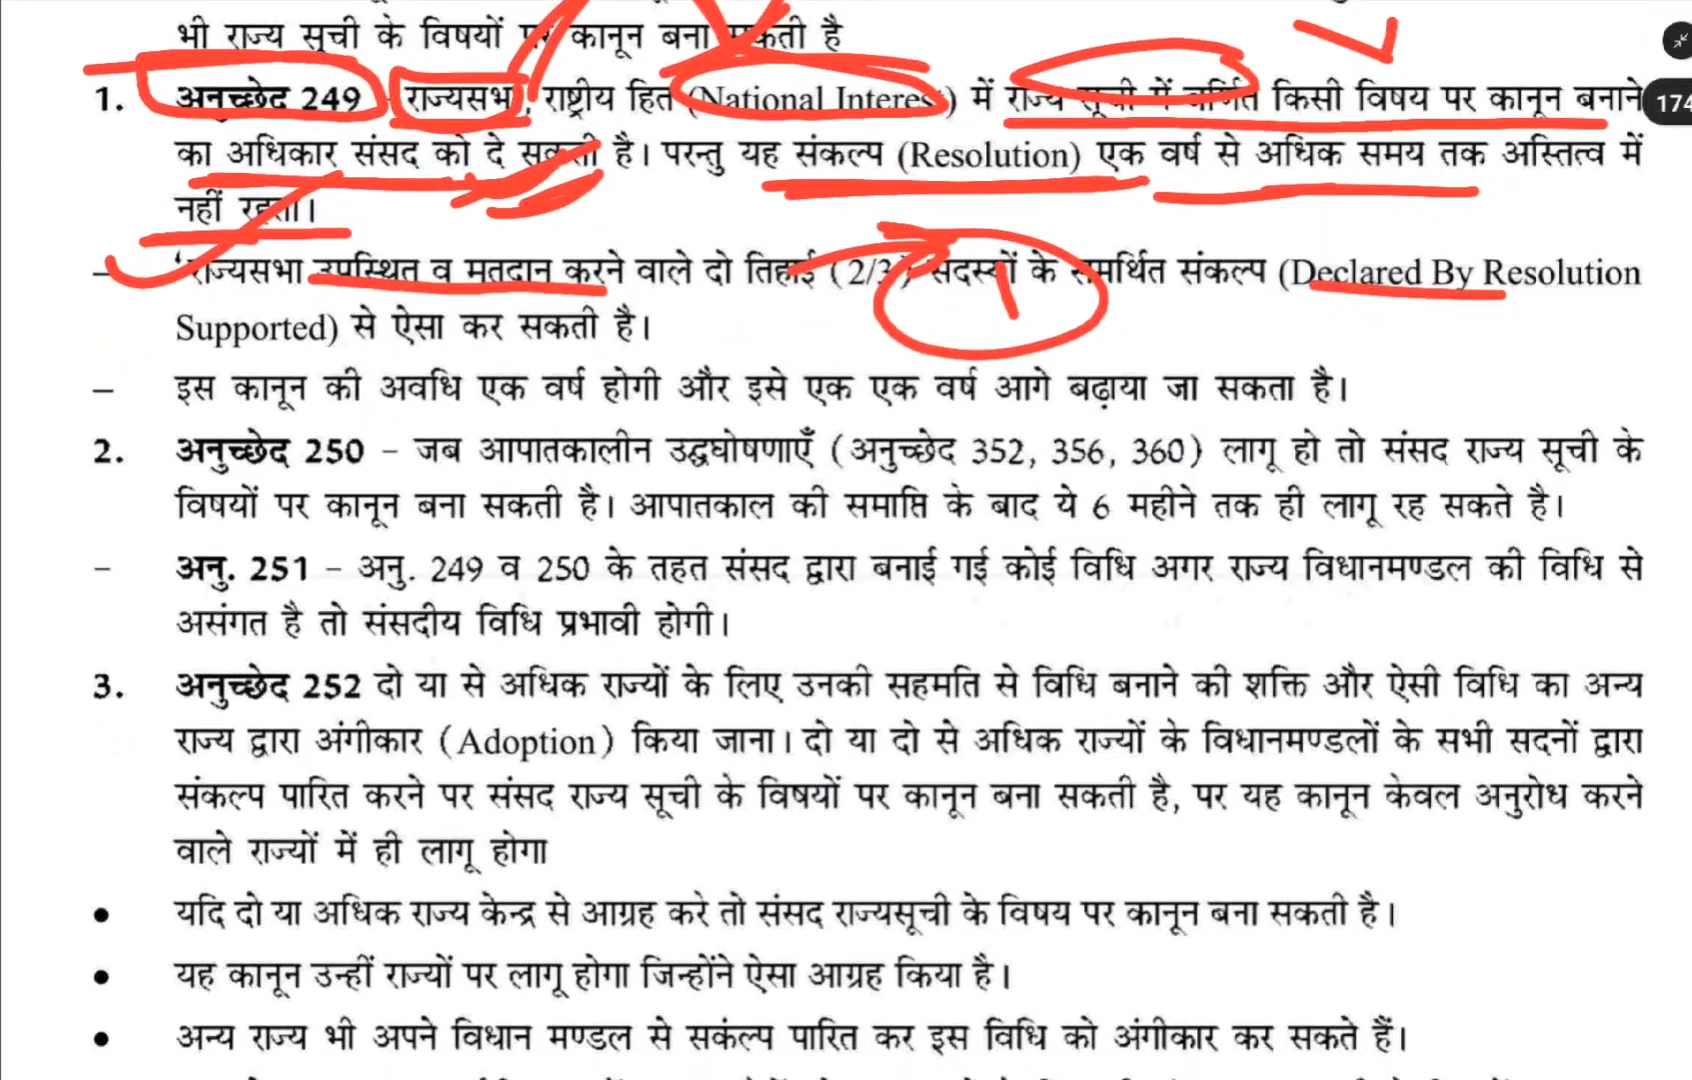 भी राज्य सूची के विषयों पर कानून बना सकती है
174
1. अनुच्छेद 249 - राज्यसभा, राष्ट्रीय हित (National Interest) में राज्य सूची में वर्णित किसी विषय पर कानून बनाने
का अधिकार संसद को दे सकती है। परन्तु यह संकल्प (Resolution) एक वर्ष से अधिक समय तक अस्तित्व में
नहीं रहता।
– 'राज्यसभा उपस्थित व मतदान करने वाले दो तिहाई (2/3) सदस्यों के समर्थित संकल्प (Declared By Resolution
Supported) से ऐसा कर सकती है।
– इस कानून की अवधि एक वर्ष होगी और इसे एक एक वर्ष आगे बढ़ाया जा सकता है।
2. अनुच्छेद 250 – जब आपातकालीन उद्घघोषणाएँ (अनुच्छेद 352, 356, 360) लागू हो तो संसद राज्य सूची के
विषयों पर कानून बना सकती है। आपातकाल की समाप्ति के बाद ये 6 महीने तक ही लागू रह सकते है।
– अनु. 251 – अनु. 249 व 250 के तहत संसद द्वारा बनाई गई कोई विधि अगर राज्य विधानमण्डल की विधि से
असंगत है तो संसदीय विधि प्रभावी होगी।
3. अनुच्छेद 252 दो या से अधिक राज्यों के लिए उनकी सहमति से विधि बनाने की शक्ति और ऐसी विधि का अन्य
राज्य द्वारा अंगीकार (Adoption) किया जाना। दो या दो से अधिक राज्यों के विधानमण्डलों के सभी सदनों द्वारा
संकल्प पारित करने पर संसद राज्य सूची के विषयों पर कानून बना सकती है, पर यह कानून केवल अनुरोध करने
वाले राज्यों में ही लागू होगा
• यदि दो या अधिक राज्य केन्द्र से आग्रह करे तो संसद राज्यसूची के विषय पर कानून बना सकती है।
• यह कानून उन्हीं राज्यों पर लागू होगा जिन्होंने ऐसा आग्रह किया है।
• अन्य राज्य भी अपने विधान मण्डल से सकंल्प पारित कर इस विधि को अंगीकार कर सकते हैं।